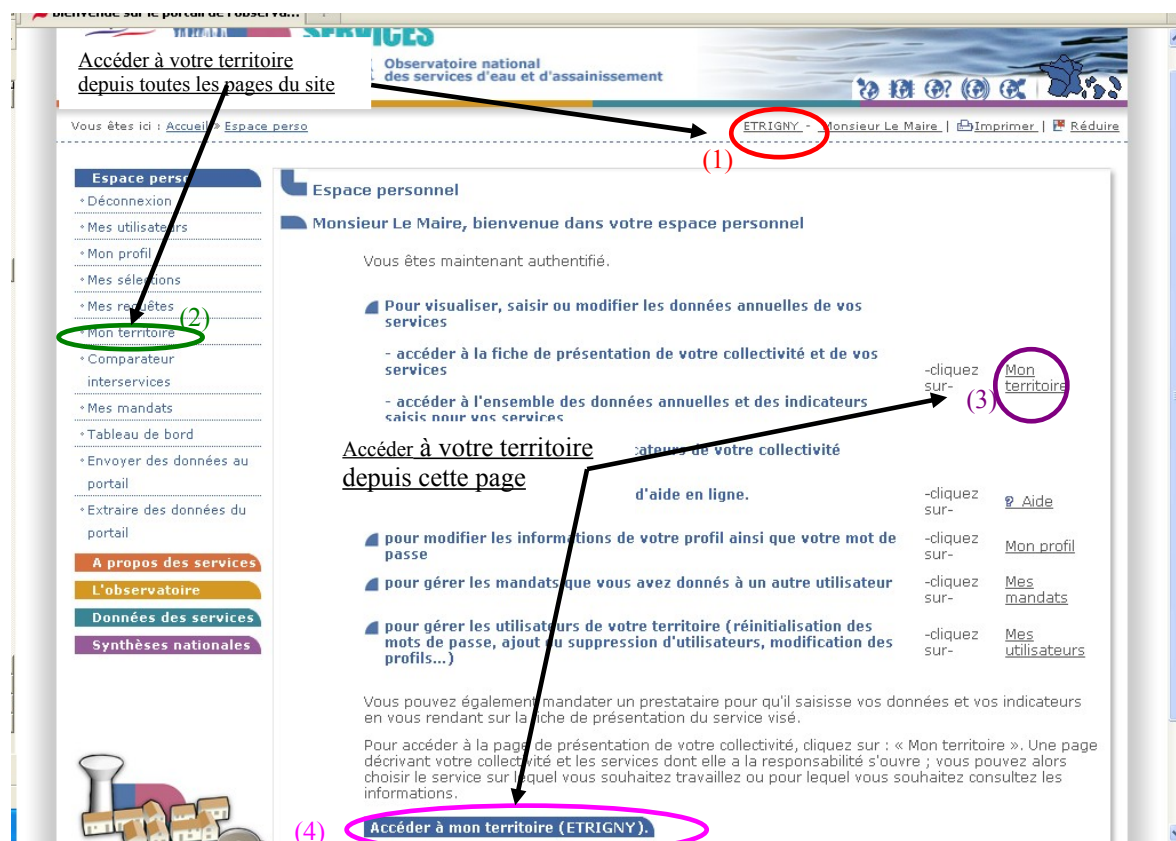 Bienvenue sur le portail de l'observa...
SERVICES
Observatoire national
des services d'eau et d'assainissement
Accéder à votre territoire
depuis toutes les pages du site
Vous êtes ici : Accueil » Espace perso
ETRIGNY - Monsieur Le Maire | Imprimer | Réduire
(1)
Espace perso
Déconnexion
Mes utilisateurs
Mon profil
Mes sélections
Mes requêtes
(2)
Mon territoire
Comparateur
interservices
Mes mandats
Tableau de bord
Envoyer des données au
portail
Extraire des données du
portail
A propos des services
L'observatoire
Données des services
Synthèses nationales
Espace personnel
Monsieur Le Maire, bienvenue dans votre espace personnel
Vous êtes maintenant authentifié.
Pour visualiser, saisir ou modifier les données annuelles de vos
services
- accéder à la fiche de présentation de votre collectivité et de vos
services
- accéder à l'ensemble des données annuelles et des indicateurs
saisis pour vos services
-cliquez
sur-
Mon
territoire
(3)
Accéder à votre territoire
depuis cette page
cateurs de votre collectivité
d'aide en ligne.
-cliquez
sur-
? Aide
pour modifier les informations de votre profil ainsi que votre mot de
passe
-cliquez
sur-
Mon profil
pour gérer les mandats que vous avez donnés à un autre utilisateur
-cliquez
sur-
Mes
mandats
pour gérer les utilisateurs de votre territoire (réinitialisation des
mots de passe, ajout ou suppression d'utilisateurs, modification des
profils...)
-cliquez
sur-
Mes
utilisateurs
Vous pouvez également mandater un prestataire pour qu'il saisisse vos données et vos indicateurs
en vous rendant sur la fiche de présentation du service visé.
Pour accéder à la page de présentation de votre collectivité, cliquez sur : « Mon territoire ». Une page
décrivant votre collectivité et les services dont elle a la responsabilité s'ouvre ; vous pouvez alors
choisir le service sur lequel vous souhaitez travaillez ou pour lequel vous souhaitez consultez les
informations.
(4)
Accéder à mon territoire (ETRIGNY).